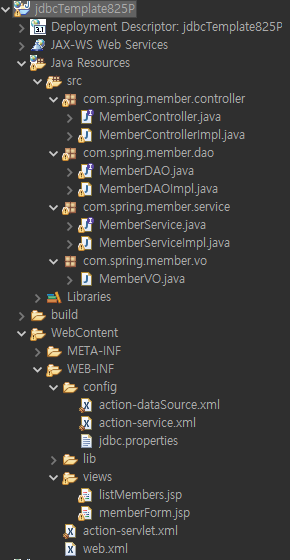 jdbcTemplate825P
Deployment Descriptor: jdbcTemplate825P
JAX-WS Web Services
Java Resources
src
com.spring.member.controller
MemberController.java
MemberControllerImpl.java
com.spring.member.dao
MemberDAO.java
MemberDAOImpl.java
com.spring.member.service
MemberService.java
MemberServiceImpl.java
com.spring.member.vo
MemberVO.java
Libraries
build
WebContent
META-INF
WEB-INF
config
action-dataSource.xml
action-service.xml
jdbc.properties
lib
views
listMembers.jsp
memberForm.jsp
action-servlet.xml
web.xml